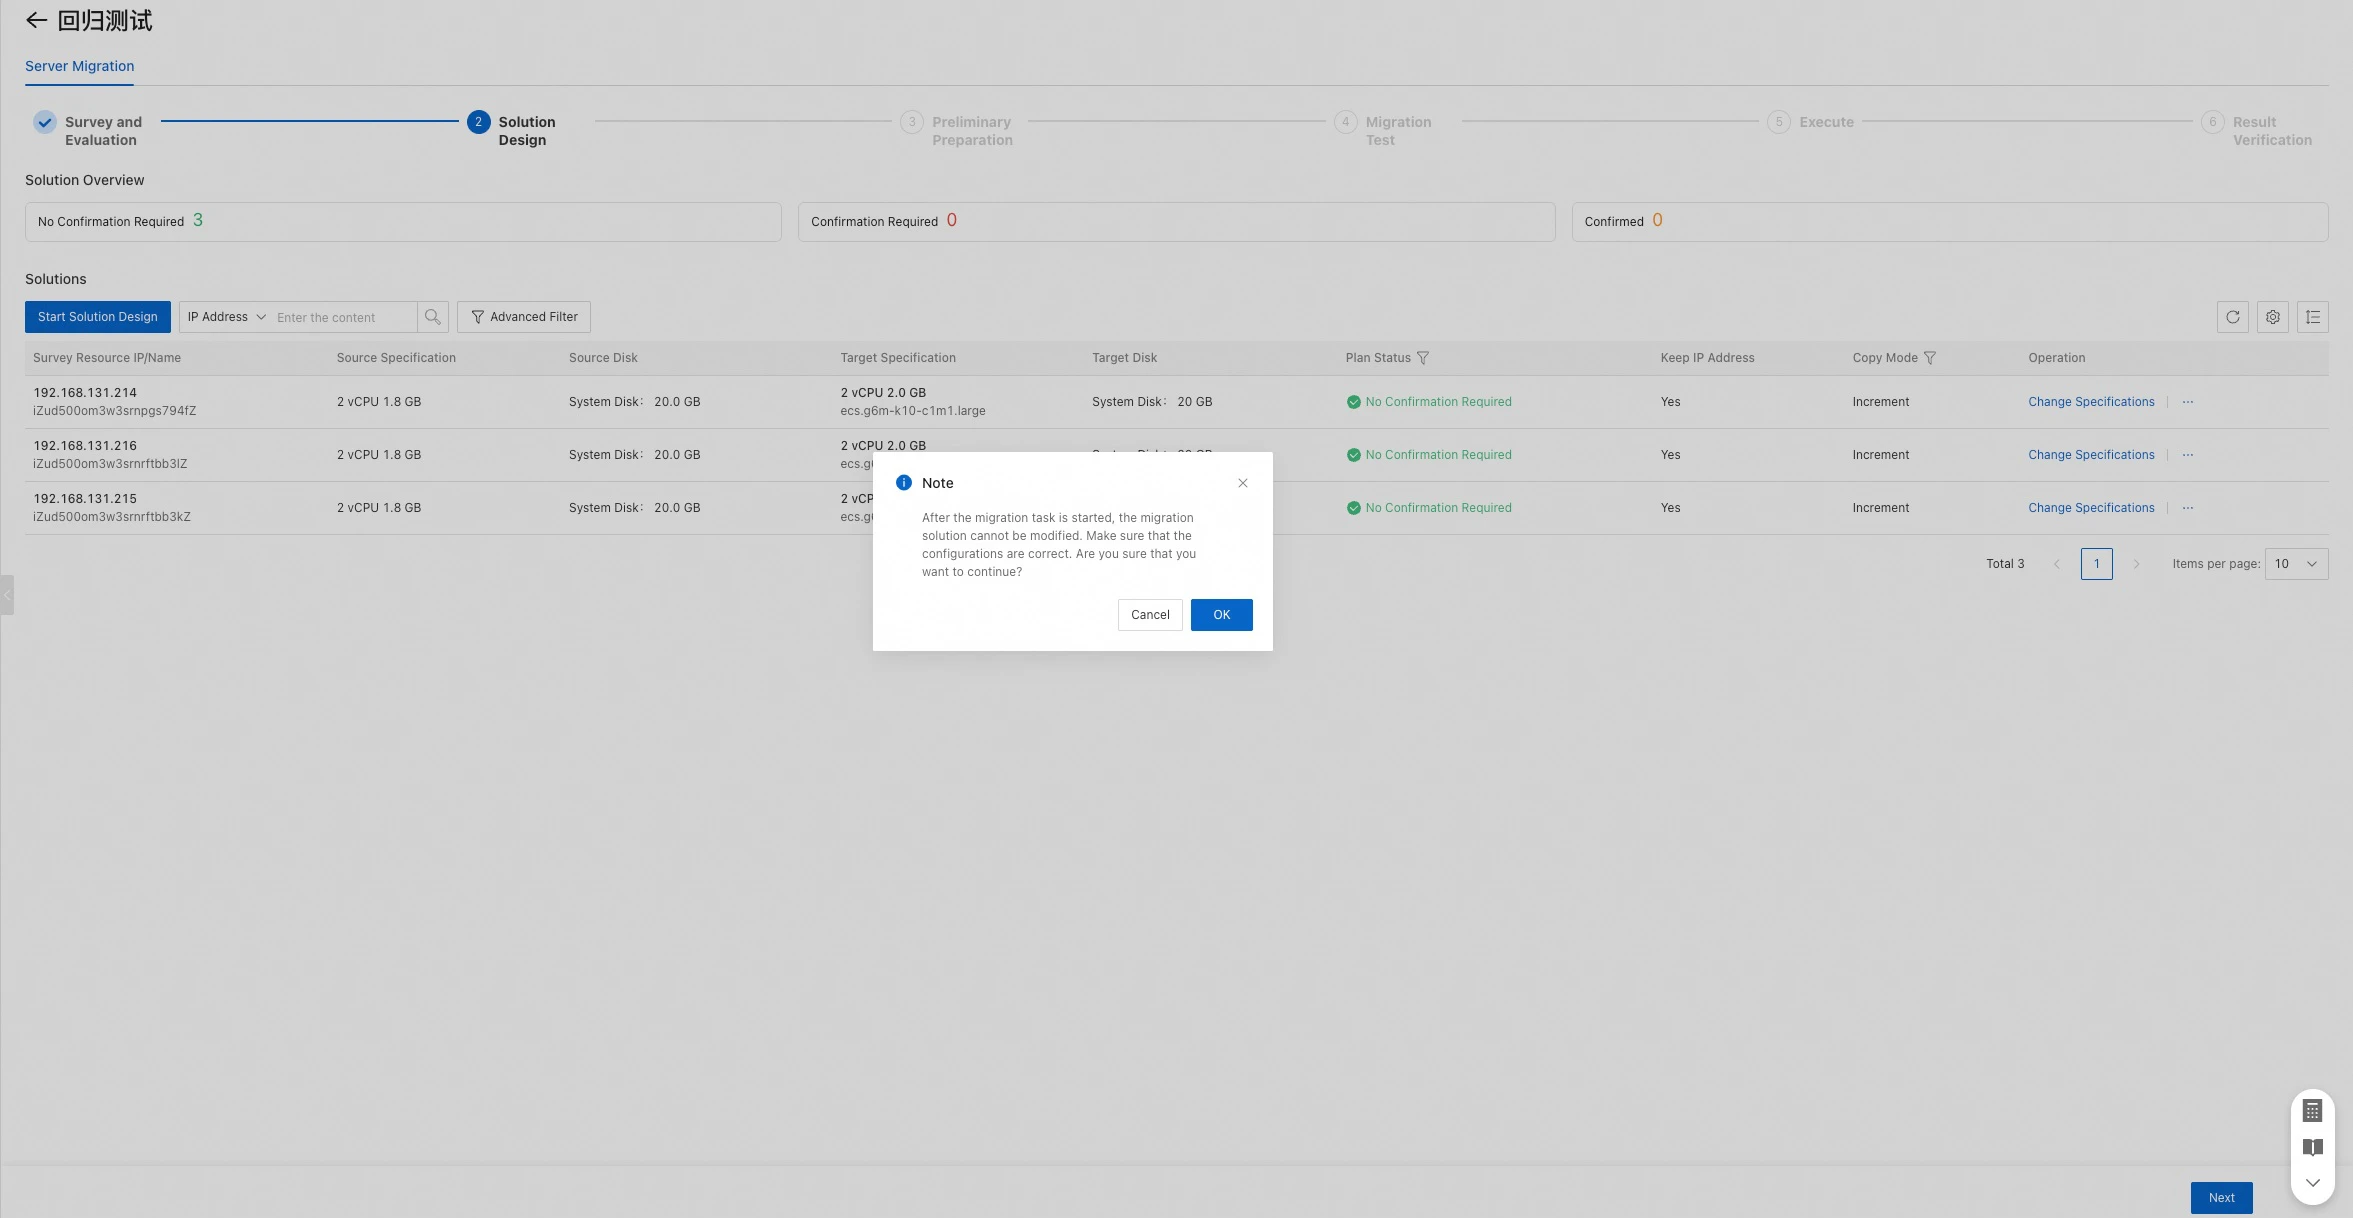 回归测试
Server Migration
Survey and
Evaluation
2
Solution
Design
3
Preliminary
Preparation
4
Migration
Test
5
Execute
6
Result
Verification
Solution Overview
No Confirmation Required 3
Confirmation Required 0
Confirmed 0
Solutions
Start Solution Design
IP Address
Enter the content
Advanced Filter
Survey Resource IP/Name Source Specification Source Disk Target Specification Target Disk Plan Status Keep IP Address Copy Mode Operation
192.168.131.214
iZud500om3w3srnpgs794fZ
2 vCPU 1.8 GB
System Disk: 20.0 GB
2 vCPU 2.0 GB
ecs.g6m-k10-c1m1.large
System Disk: 20 GB
No Confirmation Required
Yes
Increment
Change Specifications
192.168.131.216
iZud500om3w3srnrftbb3lZ
2 vCPU 1.8 GB
System Disk: 20.0 GB
2 vCPU 2.0 GB
No Confirmation Required
Yes
Increment
Change Specifications
192.168.131.215
iZud500om3w3srnrftbb3kZ
2 vCPU 1.8 GB
System Disk: 20.0 GB
No Confirmation Required
Yes
Increment
Change Specifications
Note
After the migration task is started, the migration
solution cannot be modified. Make sure that the
configurations are correct. Are you sure that you
want to continue?
Cancel
OK
Total 3
1
Items per page: 10
Next